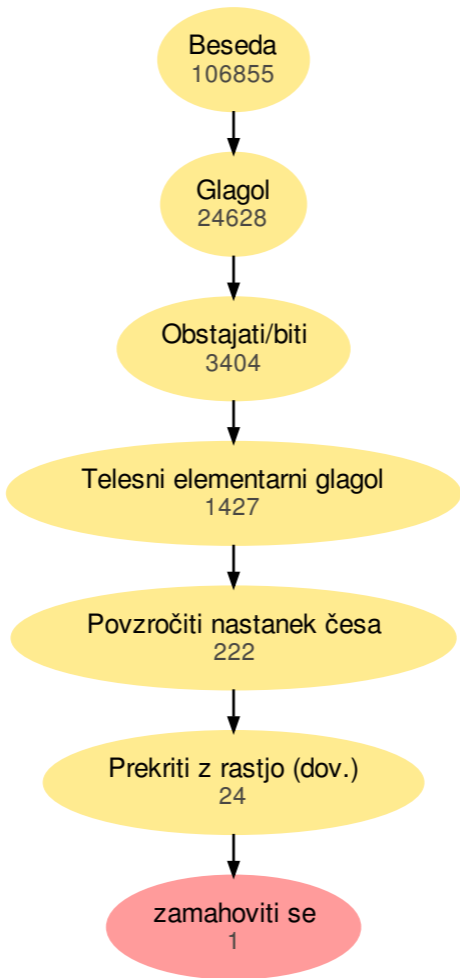 Beseda
106855
Glagol
24628
Obstajati/biti
3404
Telesni elementarni glagol
1427
Povzročiti nastanek česa
222
Prekriti z rastjo (dov.)
24
zamahoviti se
1